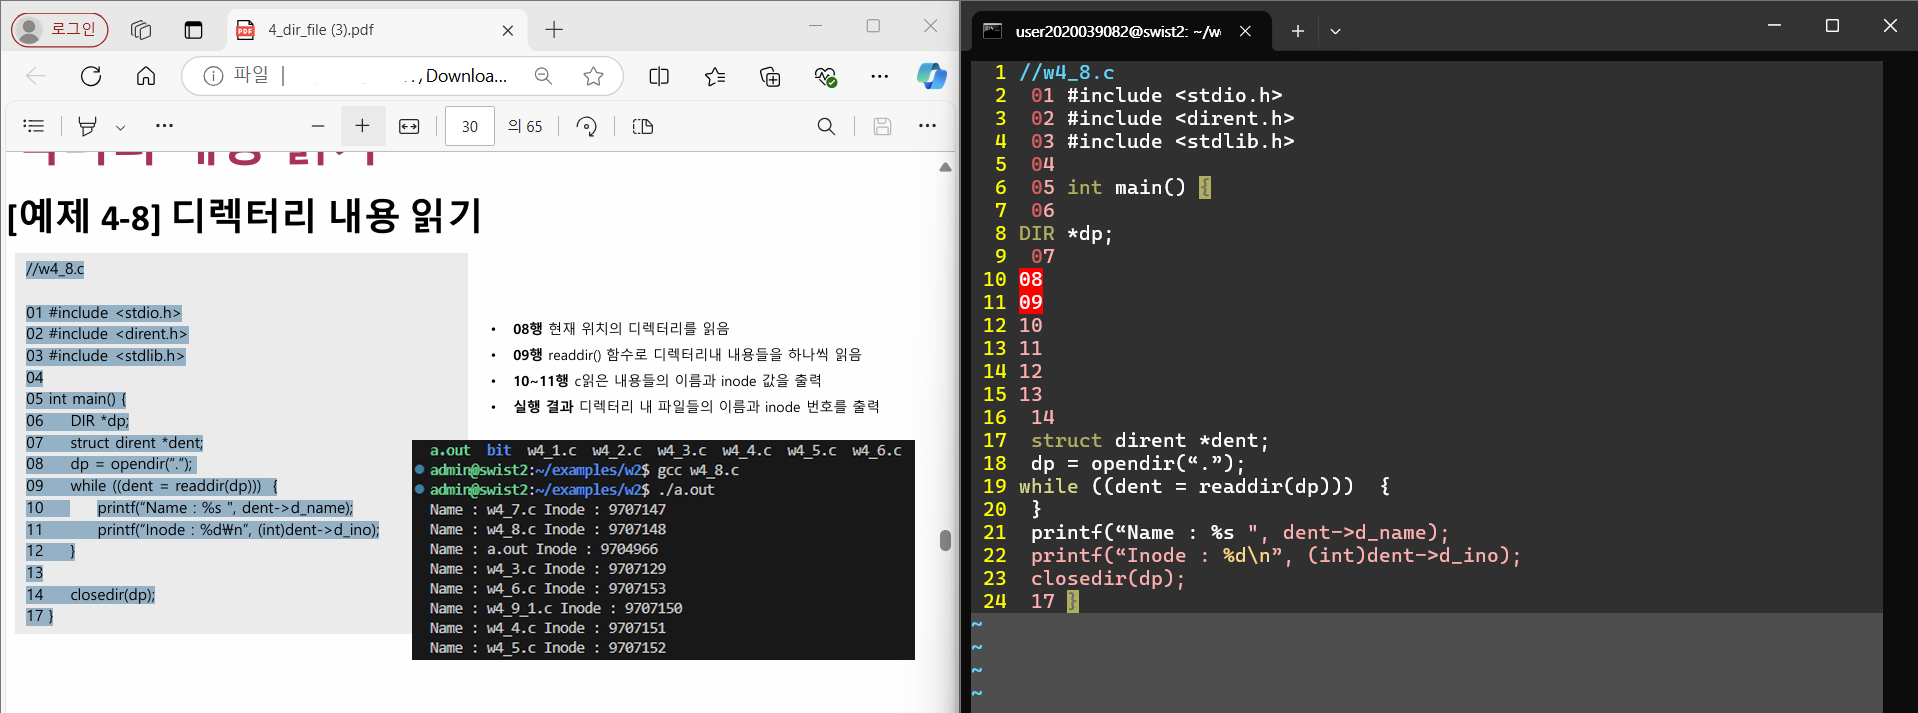 로그인
4_dir_file (3).pdf
파일
/Downloa...
30
의 65
[예제 4-8] 디렉터리 내용 읽기
//w4_8.c
01 #include <stdio.h>
02 #include <dirent.h>
03 #include <stdlib.h>
04
05 int main() {
06 DIR *dp;
07 struct dirent *dent;
08 dp = opendir(“.”);
09 while ((dent = readdir(dp))) {
10 printf(“Name : %s ", dent->d_name);
11 printf(“Inode : %d₩n”, (int)dent->d_ino);
12 }
13
14 closedir(dp);
17 }
• 08행 현재 위치의 디렉터리를 읽음
• 09행 readdir() 함수로 디렉터리내 내용들을 하나씩 읽음
• 10~11행 c읽은 내용들의 이름과 inode 값을 출력
• 실행 결과 디렉터리 내 파일들의 이름과 inode 번호를 출력
a.out bit w4_1.c w4_2.c w4_3.c w4_4.c w4_5.c w4_6.c
admin@swist2:~/examples/w2$ gcc w4_8.c
admin@swist2:~/examples/w2$ ./a.out
Name : w4_7.c Inode : 9707147
Name : w4_8.c Inode : 9707148
Name : a.out Inode : 9704966
Name : w4_3.c Inode : 9707129
Name : w4_6.c Inode : 9707153
Name : w4_9_1.c Inode : 9707150
Name : w4_4.c Inode : 9707151
Name : w4_5.c Inode : 9707152
user2020039082@swist2: ~/w
1 //w4_8.c
2 01 #include <stdio.h>
3 02 #include <dirent.h>
4 03 #include <stdlib.h>
5 04
6 05 int main() {
7 06
8 DIR *dp;
9 07
10 08
11 09
12 10
13 11
14 12
15 13
16 14
17 struct dirent *dent;
18 dp = opendir(“.”);
19 while ((dent = readdir(dp))) {
20 }
21 printf(“Name : %s ", dent->d_name);
22 printf(“Inode : %d\n”, (int)dent->d_ino);
23 closedir(dp);
24 17 }
~
~
~
~